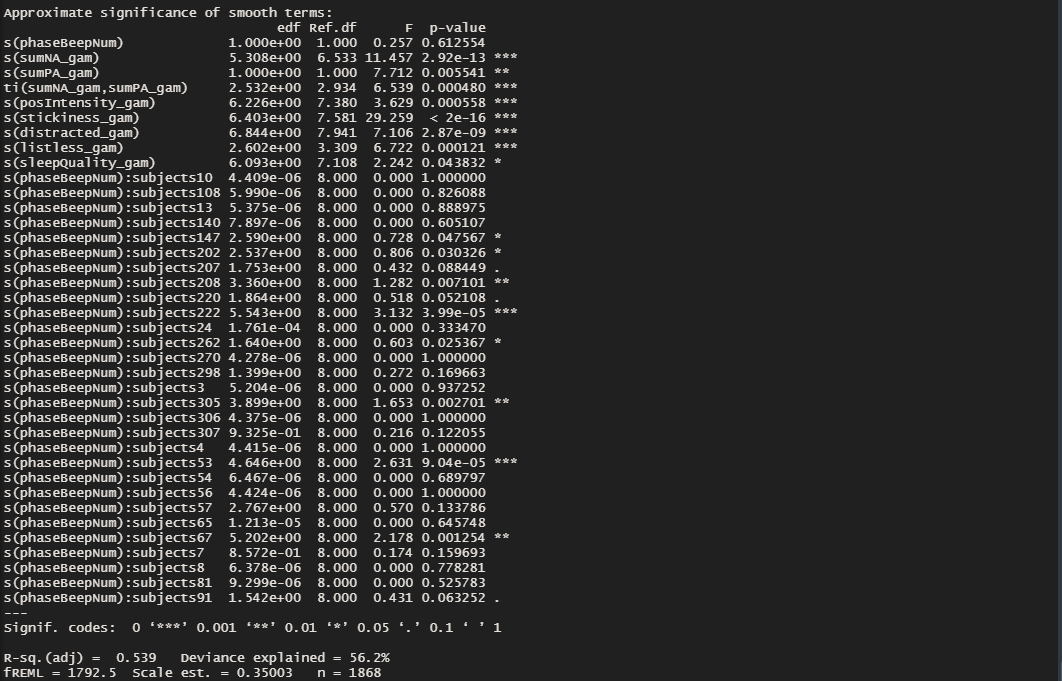 Approximate significance of smooth terms:
                            edf Ref.df      F  p-value
s(phaseBeepNum)            1.000e+00  1.000  0.257 0.612554
s(sumNA_gam)               5.308e+00  6.533 11.457 2.92e-13 ***
s(sumPA_gam)               1.000e+00  1.000  7.712 0.005541 **
ti(sumNA_gam,sumPA_gam)    2.532e+00  2.934  6.539 0.000480 ***
s(posIntensity_gam)        6.226e+00  7.380  3.629 0.000558 ***
s(stickiness_gam)          6.403e+00  7.581 29.259  < 2e-16 ***
s(distracted_gam)          6.844e+00  7.941  7.106 2.87e-09 ***
s(listless_gam)            2.602e+00  3.309  6.722 0.000121 ***
s(sleepQuality_gam)        6.093e+00  7.108  2.242 0.043832 *
s(phaseBeepNum):subjects10  4.409e-06  8.000  0.000 1.000000
s(phaseBeepNum):subjects108 5.990e-06  8.000  0.000 0.826088
s(phaseBeepNum):subjects13  5.375e-06  8.000  0.000 0.888975
s(phaseBeepNum):subjects140 7.897e-06  8.000  0.000 0.605107
s(phaseBeepNum):subjects147 2.590e+00  8.000  0.728 0.047567 *
s(phaseBeepNum):subjects202 2.537e+00  8.000  0.806 0.030326 *
s(phaseBeepNum):subjects207 1.753e+00  8.000  0.432 0.088449 .
s(phaseBeepNum):subjects208 3.360e+00  8.000  1.282 0.007101 **
s(phaseBeepNum):subjects220 1.864e+00  8.000  0.518 0.052108 .
s(phaseBeepNum):subjects222 5.543e+00  8.000  3.132 3.99e-05 ***
s(phaseBeepNum):subjects24  1.761e-04  8.000  0.000 0.333470
s(phaseBeepNum):subjects262 1.640e+00  8.000  0.603 0.025367 *
s(phaseBeepNum):subjects270 4.278e-06  8.000  0.000 1.000000
s(phaseBeepNum):subjects298 1.399e+00  8.000  0.272 0.169663
s(phaseBeepNum):subjects3   5.204e-06  8.000  0.000 0.937252
s(phaseBeepNum):subjects305 3.899e+00  8.000  1.653 0.002701 **
s(phaseBeepNum):subjects306 4.375e-06  8.000  0.000 1.000000
s(phaseBeepNum):subjects307 9.325e-01  8.000  0.216 0.122055
s(phaseBeepNum):subjects4   4.415e-06  8.000  0.000 1.000000
s(phaseBeepNum):subjects53  4.646e+00  8.000  2.631 9.04e-05 ***
s(phaseBeepNum):subjects54  6.467e-06  8.000  0.000 0.689797
s(phaseBeepNum):subjects56  4.424e-06  8.000  0.000 1.000000
s(phaseBeepNum):subjects57  2.767e+00  8.000  0.570 0.133786
s(phaseBeepNum):subjects65  1.213e-05  8.000  0.000 0.645748
s(phaseBeepNum):subjects67  5.202e+00  8.000  2.178 0.001254 **
s(phaseBeepNum):subjects7   8.572e-01  8.000  0.174 0.159693
s(phaseBeepNum):subjects8   6.378e-06  8.000  0.000 0.778281
s(phaseBeepNum):subjects81  9.299e-06  8.000  0.000 0.525783
s(phaseBeepNum):subjects91  1.542e+00  8.000  0.431 0.063252 .
---
Signif. codes:  0 ‘***’ 0.001 ‘**’ 0.01 ‘*’ 0.05 ‘.’ 0.1 ‘ ’ 1
R-sq.(adj) =  0.539   Deviance explained = 56.2%
fREML = 1792.5  Scale est. = 0.35003   n = 1868